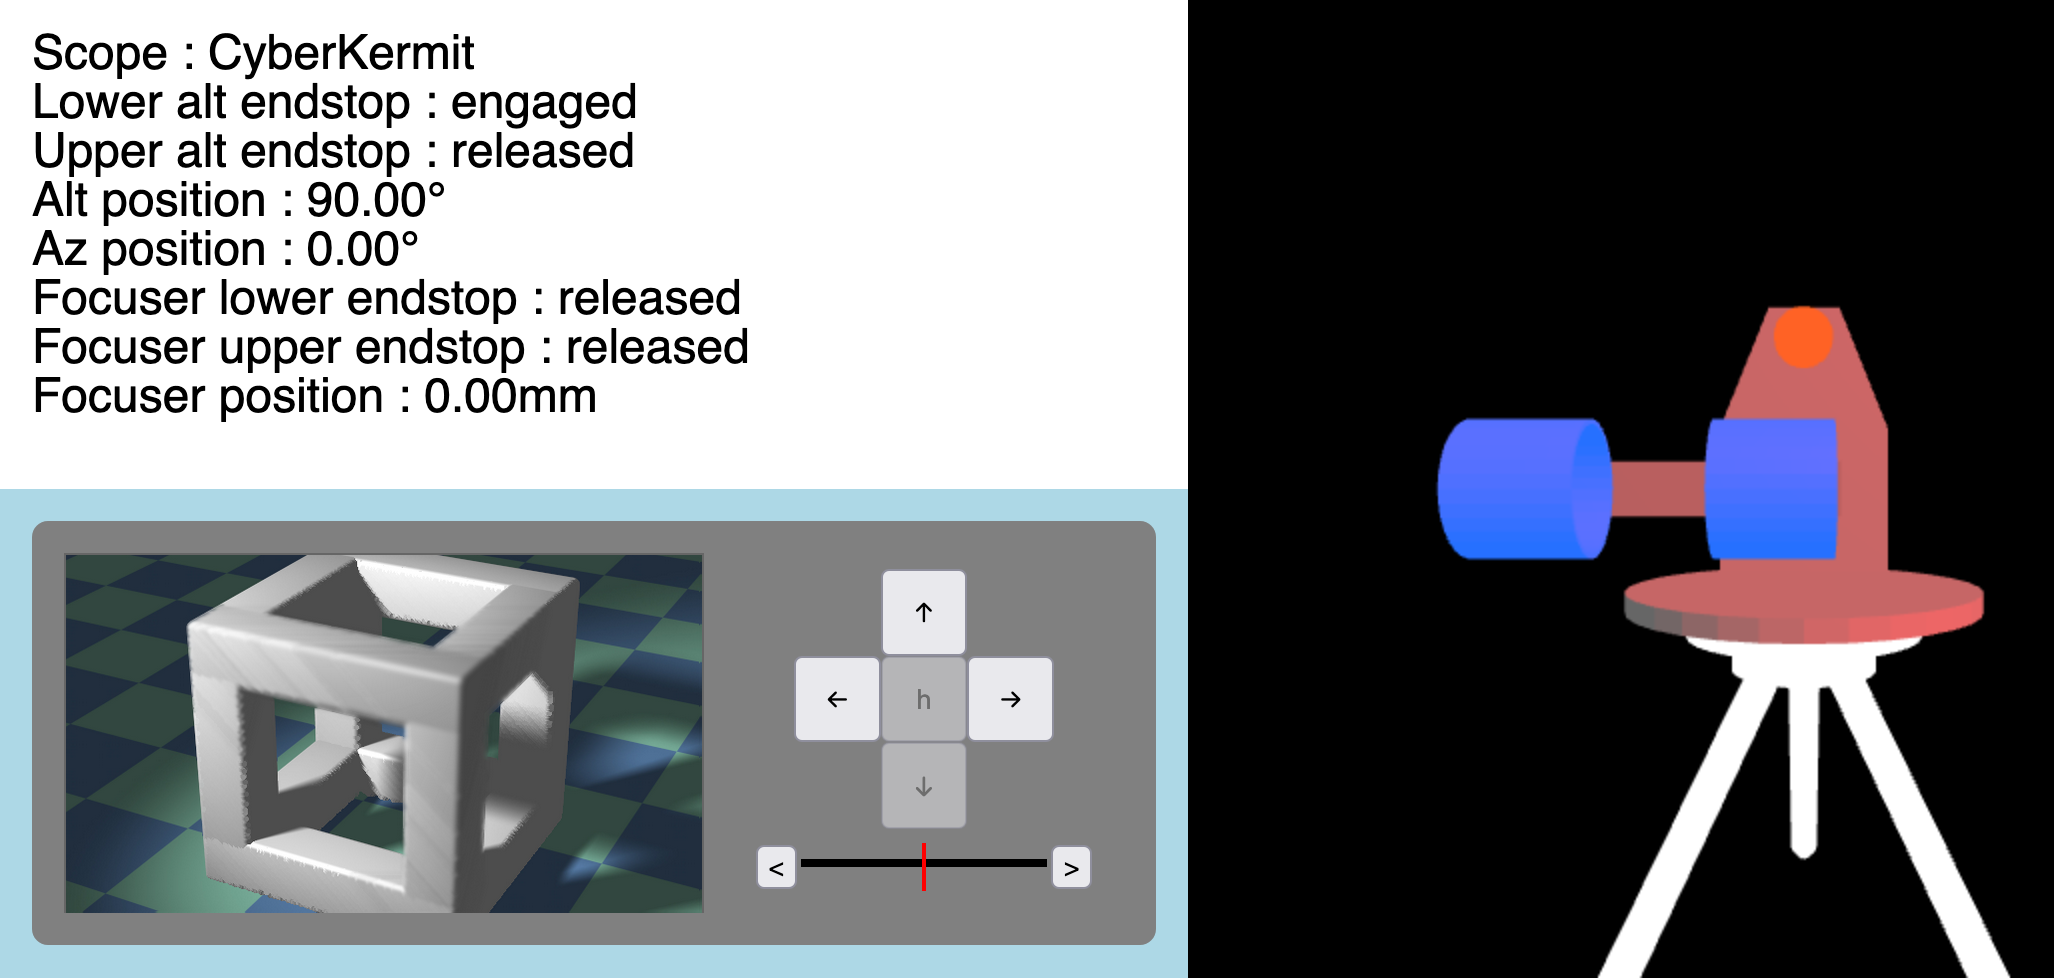 Scope : CyberKermit
Lower alt endstop : engaged
Upper alt endstop : released
Alt position : 90.00°
Az position : 0.00°
Focuser lower endstop : released
Focuser upper endstop : released
Focuser position : 0.00mm
↑
← h →
↓
< >